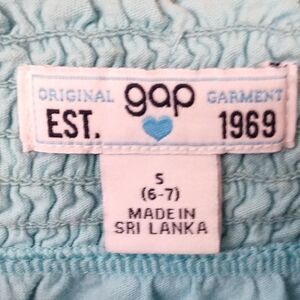 ORIGINAL gap GARMENT
EST. 1969
S
(6-7)
MADE IN
SRI LANKA